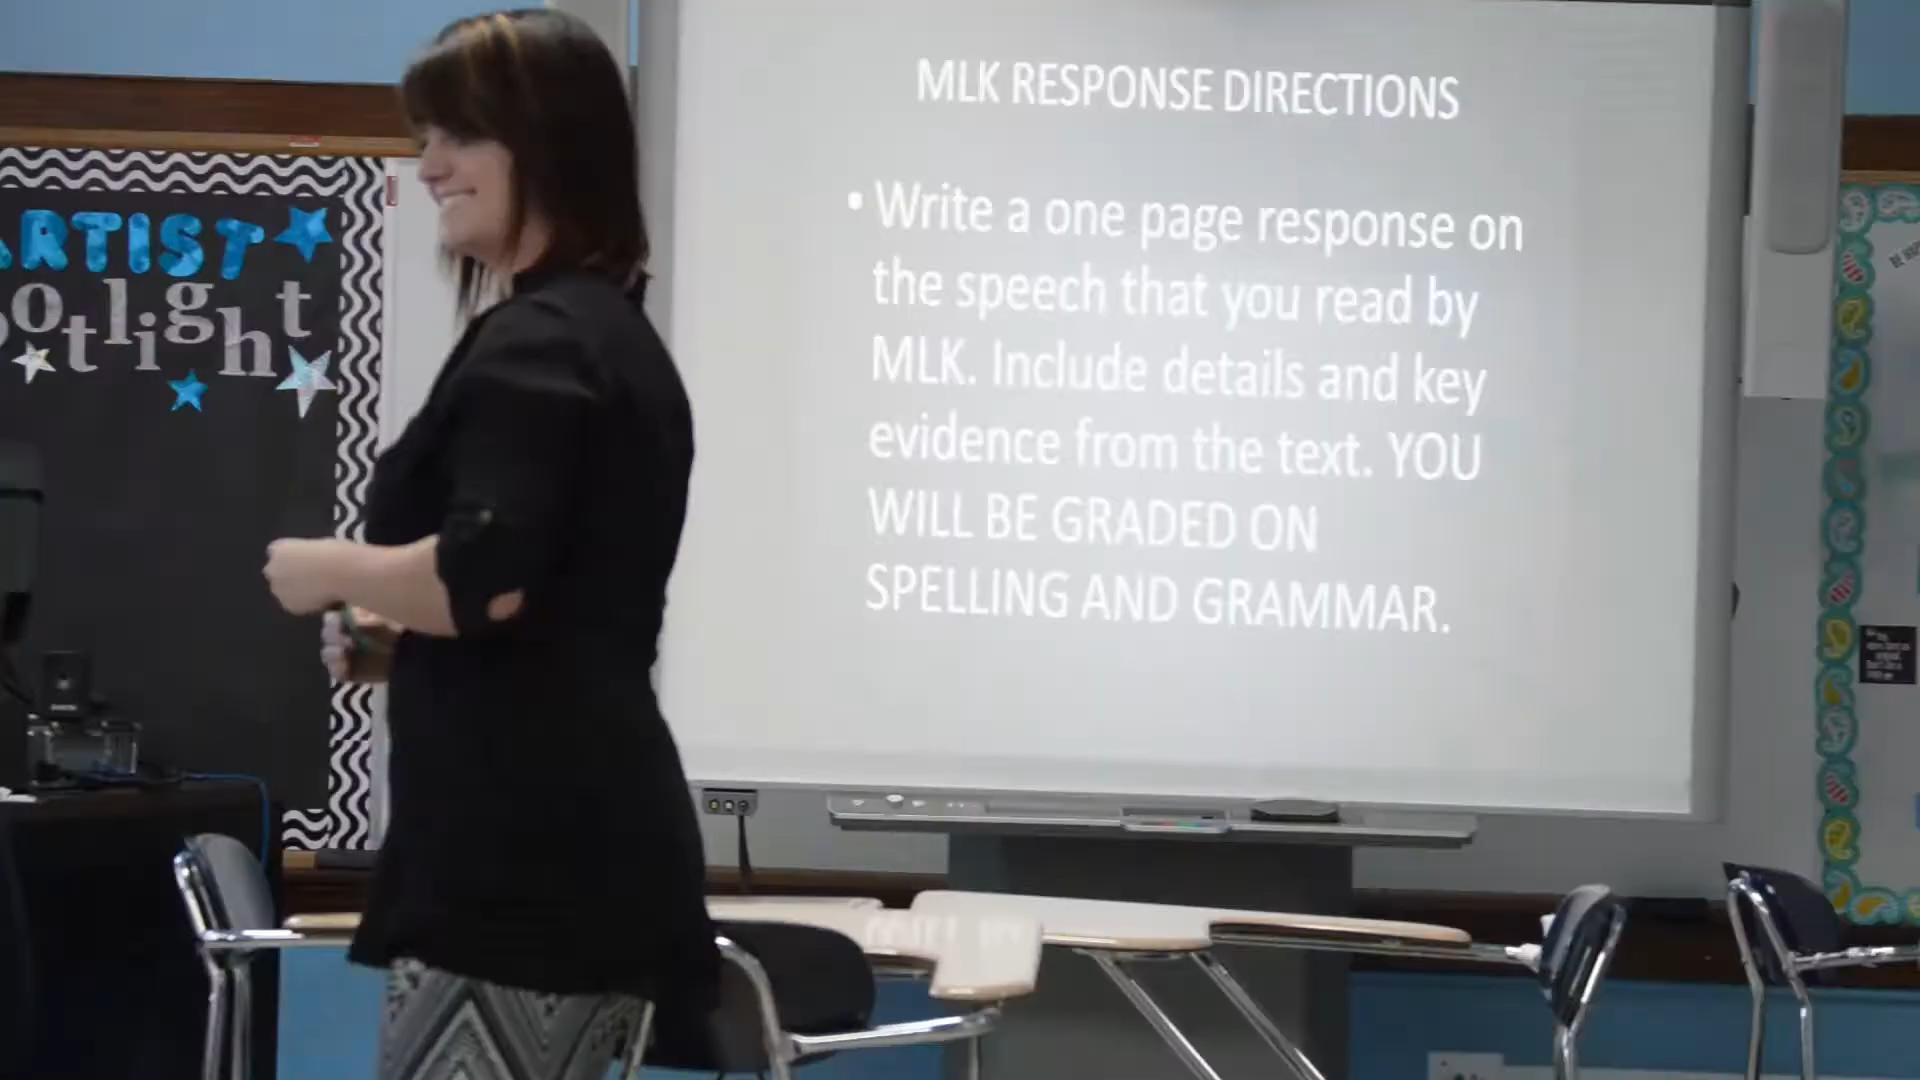 MLK RESPONSE DIRECTIONS
• Write a one page response on
the speech that you read by
MLK. Include details and key
evidence from the text. YOU
WILL BE GRADED ON
SPELLING AND GRAMMAR.
ARTIST
potlight